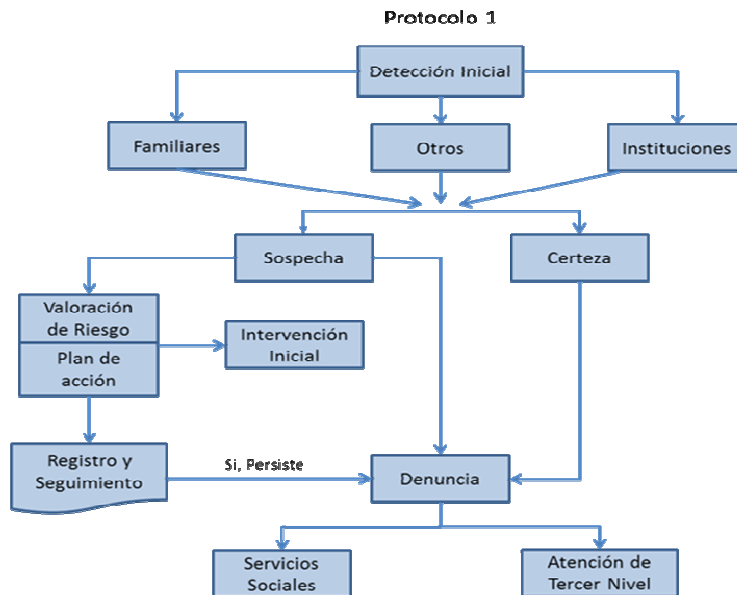 Protocolo 1
Detección Inicial
Familiares
Otros
Instituciones
Sospecha
Certeza
Valoración
de Riesgo
Plan de
acción
Intervención
Inicial
Registro y
Seguimiento
Si, Persiste
Denuncia
Servicios
Sociales
Atención de
Tercer Nivel